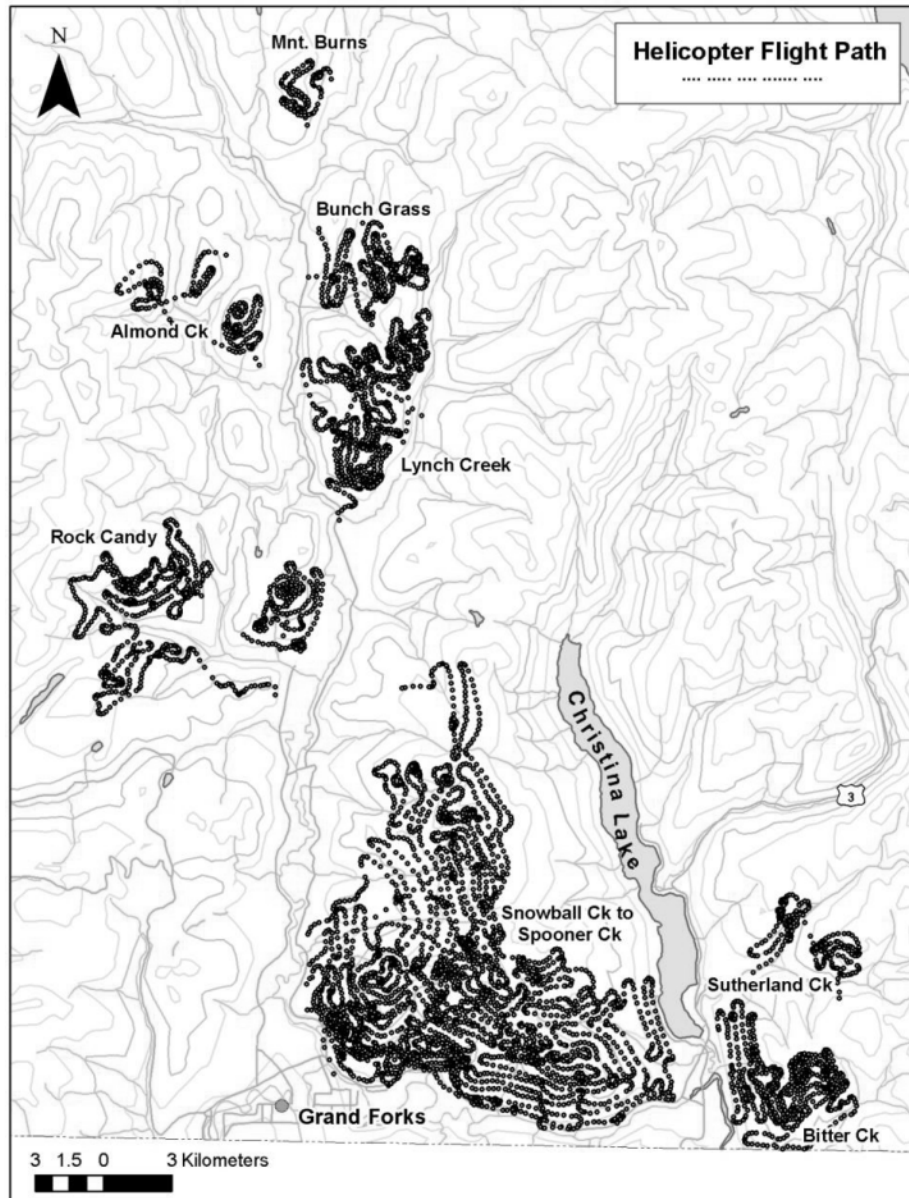 N
Mnt. Burns
Helicopter Flight Path
Bunch Grass
Almond Ck
Lynch Creek
Rock Candy
Christina Lake
3
Snowball Ck to
Spooner Ck
Sutherland Ck
Grand Forks
Bitter Ck
3 1.5 0 3 Kilometers